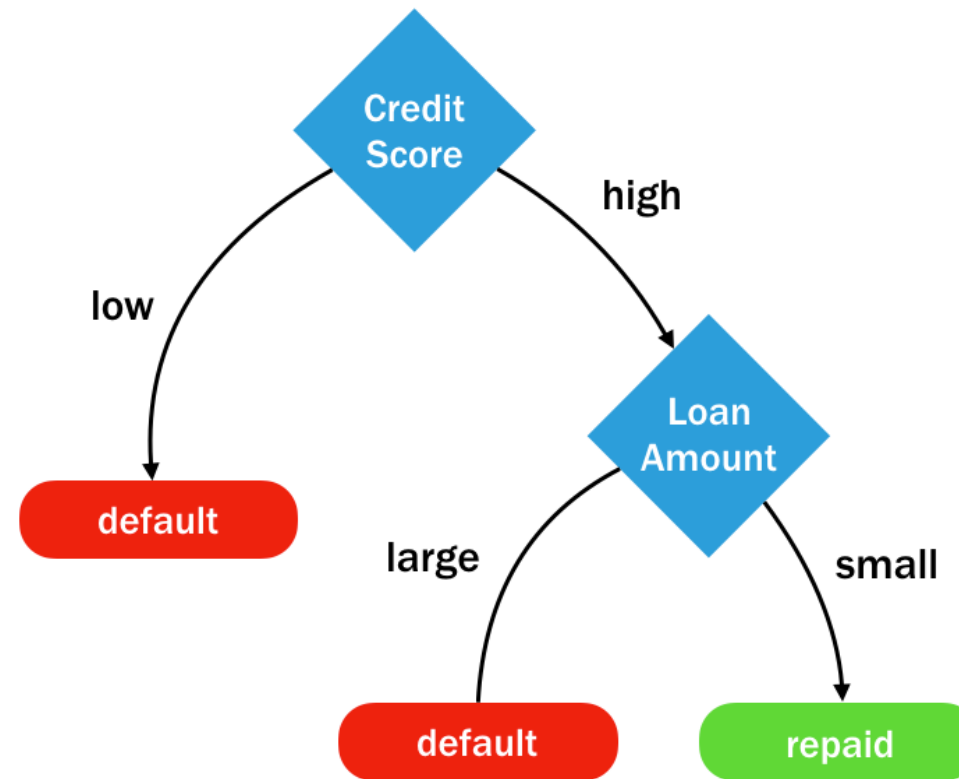 Credit
Score
high
low
Loan
Amount
default
large
small
default
repaid